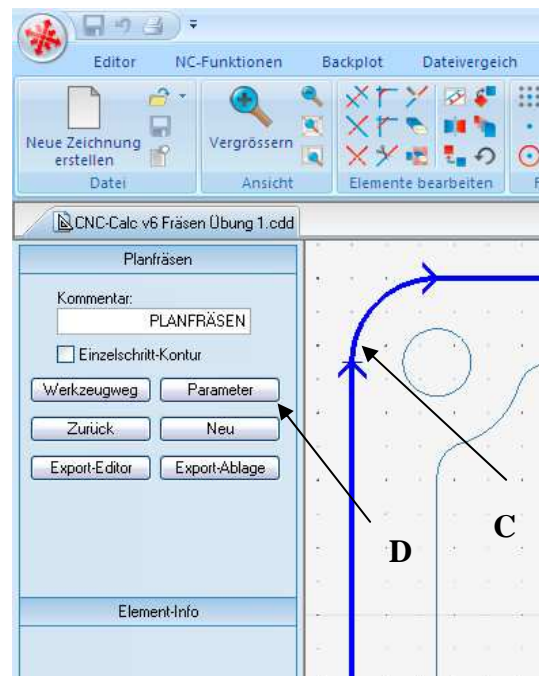 Editor NC-Funktionen Backplot Dateivergeich
Neue Zeichnung
erstellen
Vergrössern
Datei Ansicht Elemente bearbeiten F
CNC-Calc v6 Fräsen Übung 1.cdd
Planfräsen
Kommentar:
PLANFRÄSEN
Einzelschritt-Kontur
Werkzeugweg Parameter
Zurück Neu
Export-Editor Export-Ablage
C
D
Element-Info